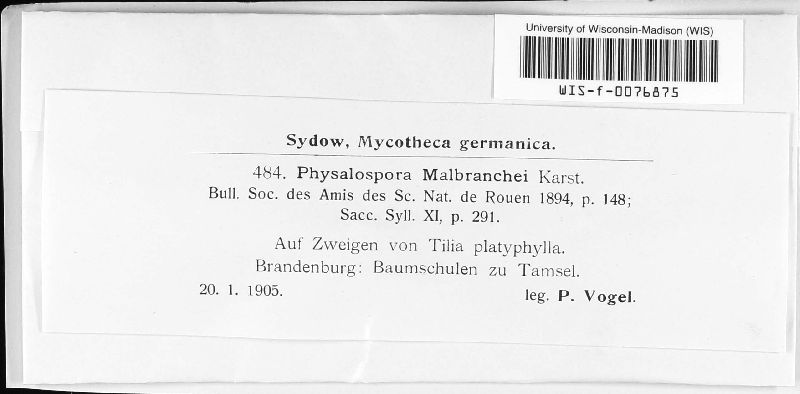 University of Wisconsin-Madison (WIS)
WIS-f-0076875
Sydow, Mycotheca germanica.
484. Physalospora Malbranchei Karst.
Bull. Soc. des Amis des Sc. Nat. de Rouen 1894, p. 148;
Sacc. Syll. XI, p. 291.
Auf Zweigen von Tilia platyphylla.
Brandenburg: Baumschulen zu Tamsel.
20. 1. 1905. leg. P. Vogel.